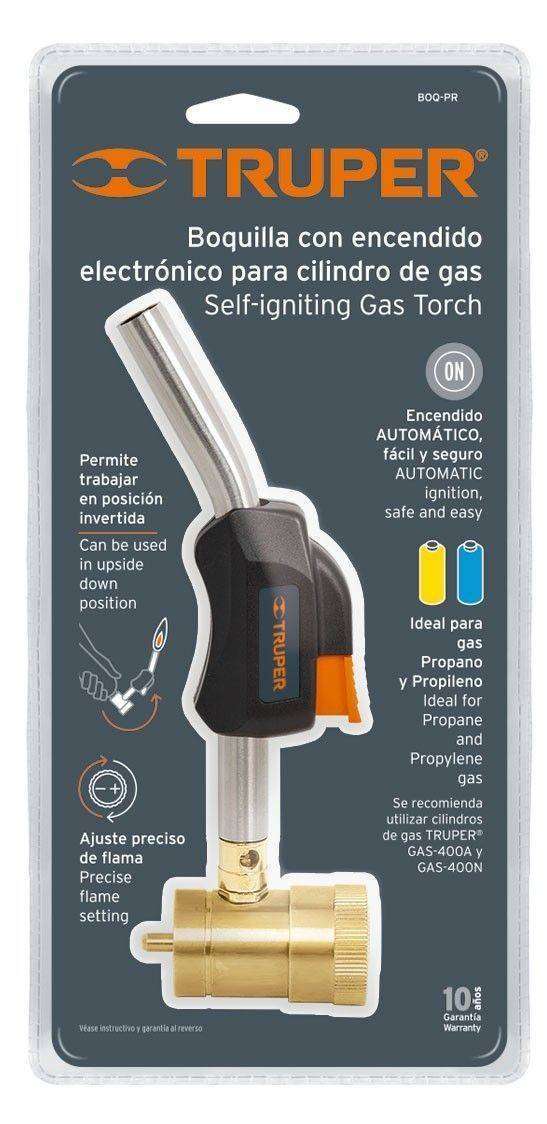 BOQ-PR
TRUPER®
Boquilla con encendido
electrónico para cilindro de gas
Self-igniting Gas Torch
ON
Encendido
AUTOMÁTICO,
fácil y seguro
AUTOMATIC
ignition,
safe and easy
Permite
trabajar
en posición
invertida
Can be used
in upside
down
position
TRUPER
Ideal para
gas
Propano
y Propileno
Ideal for
Propane
and
Propylene
gas
Se recomienda
utilizar cilindros
de gas TRUPER®
GAS-400A y
GAS-400N
- +
Ajuste preciso
de flama
Precise
flame
setting
10 años
Garantía
Warranty
Véase instructivo y garantía al reverso